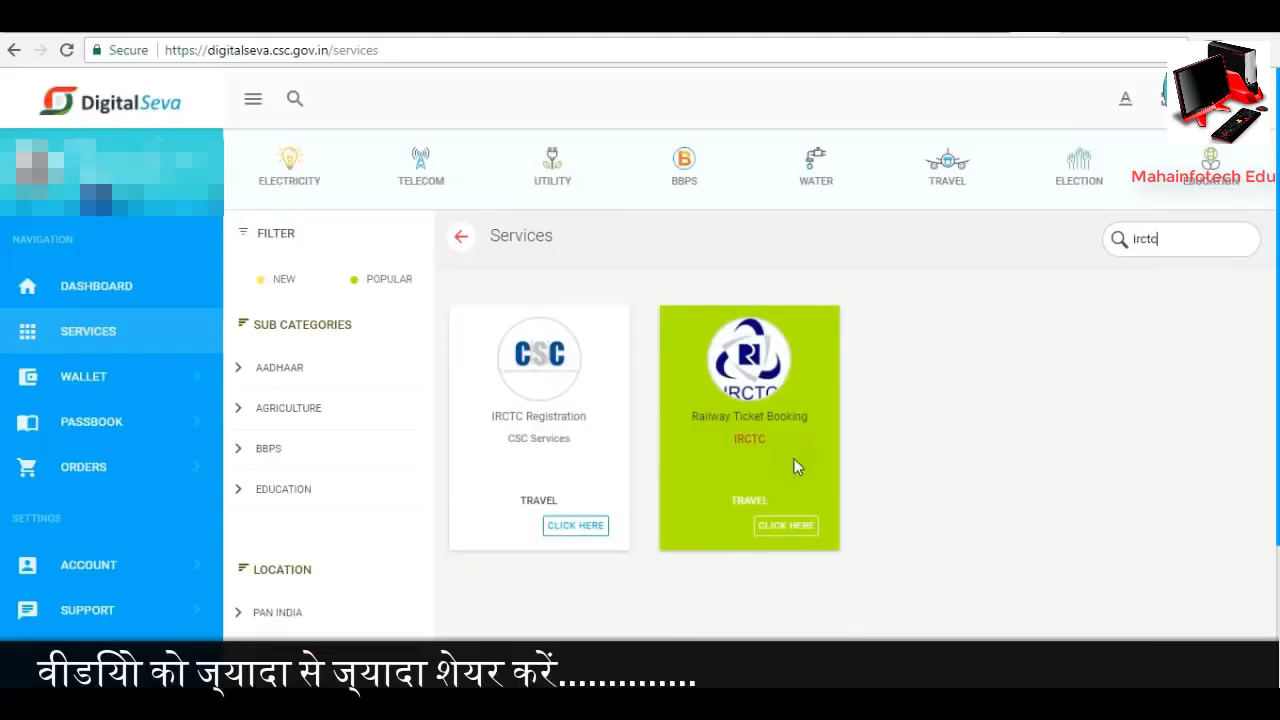 Secure https://digitalseva.csc.gov.in/services
DigitalSeva
A
ELECTRICITY TELECOM UTILITY BBPS WATER TRAVEL ELECTION EDUCATION
Mahainfotech Edu
NAVIGATION
DASHBOARD
SERVICES
WALLET
PASSBOOK
ORDERS
SETTINGS
ACCOUNT
SUPPORT
FILTER
NEW POPULAR
SUB CATEGORIES
AADHAAR
AGRICULTURE
BBPS
EDUCATION
LOCATION
PAN INDIA
Services
irctc
CSC
IRCTC Registration
CSC Services
TRAVEL
CLICK HERE
IRCTC
Railway Ticket Booking
IRCTC
TRAVEL
CLICK HERE
वीडियो को ज्यादा से ज्यादा शेयर करें..............